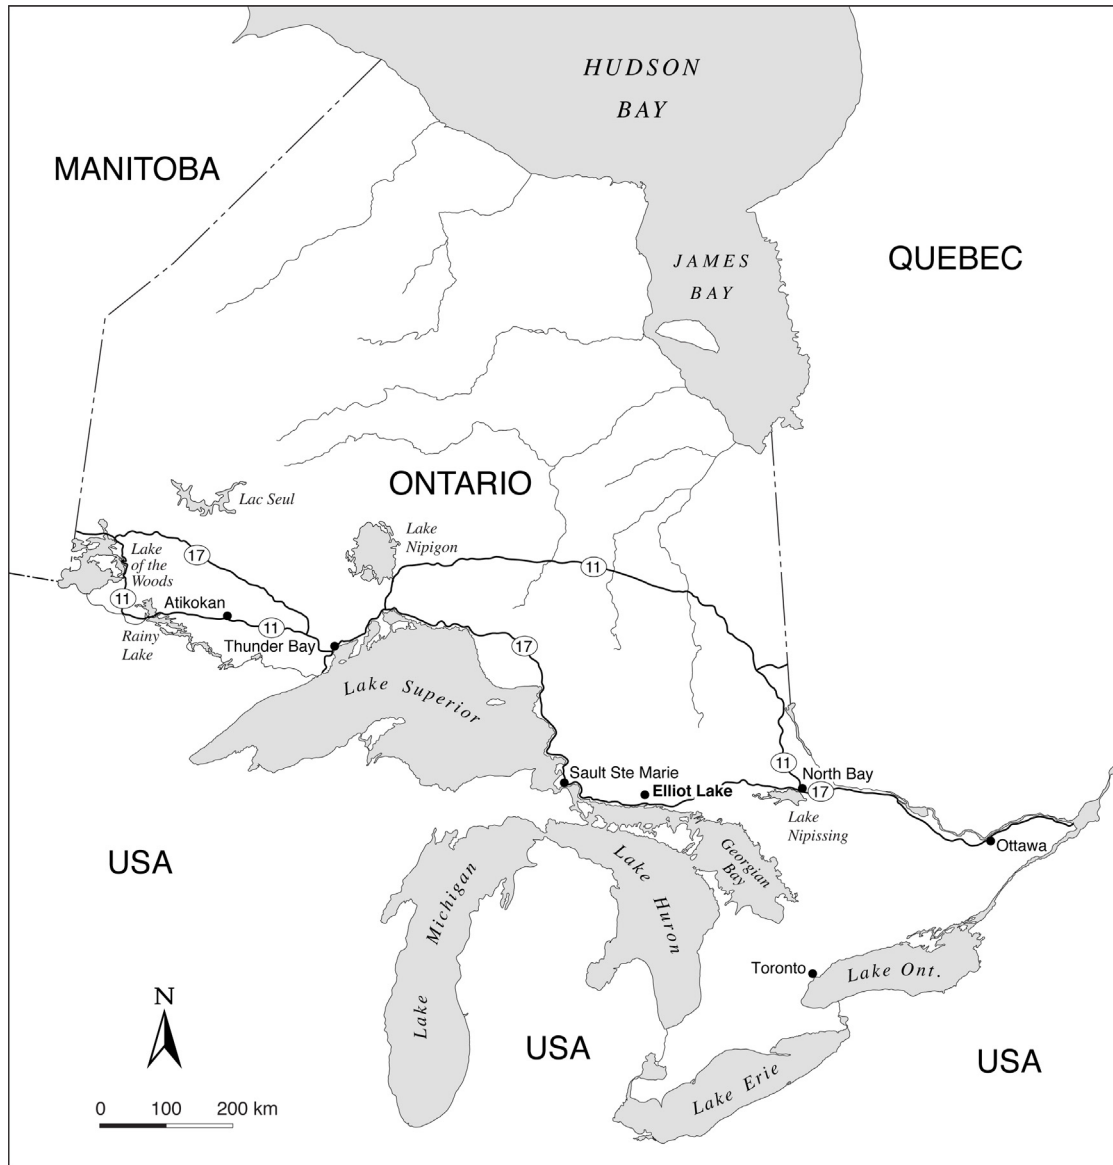 HUDSON
BAY
MANITOBA
QUEBEC
JAMES
BAY
ONTARIO
Lac Seul
Lake
Nipigon
17
Lake
of the
Woods
11
11
Atikokan
11
Rainy
Lake
Thunder Bay
17
Lake Superior
11
Sault Ste Marie
Elliot Lake
North Bay
17
Lake
Nipissing
Ottawa
USA
Georgian
Bay
Lake Huron
Lake Michigan
Toronto
Lake Ont.
N
USA
USA
Lake Erie
0 100 200 km